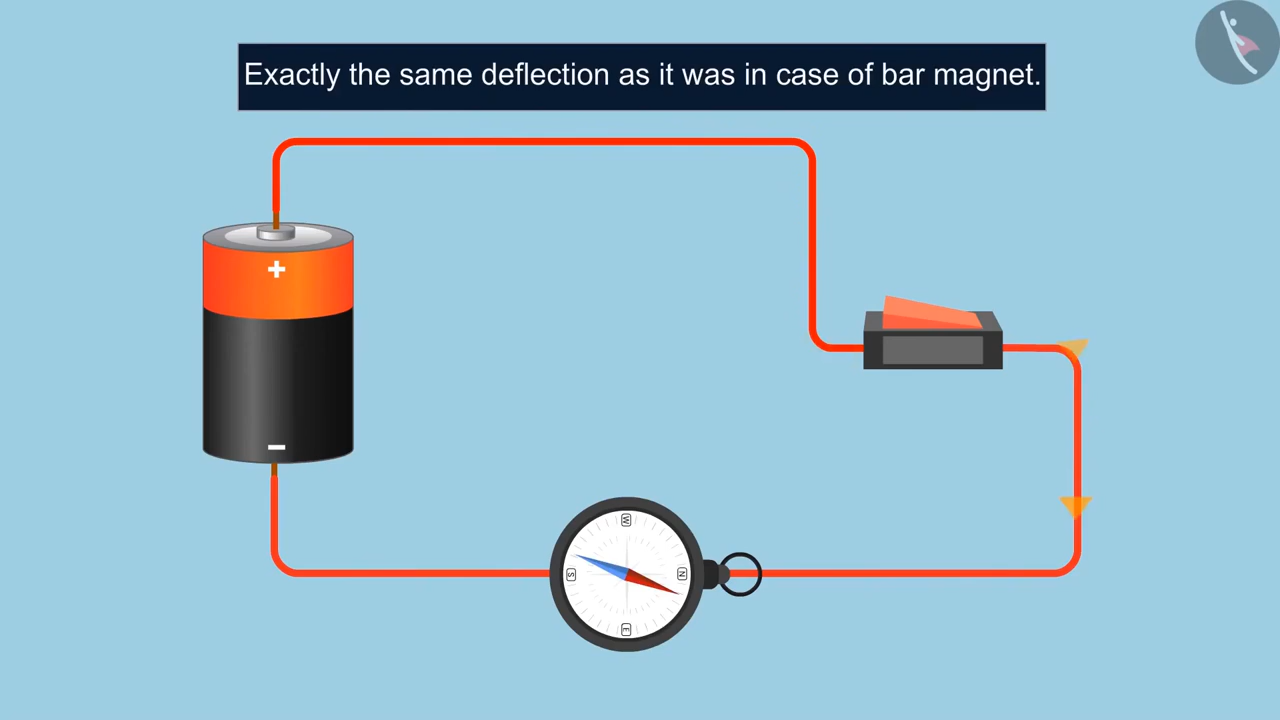 Exactly the same deflection as it was in case of bar magnet.
+
−
W
S
N
E